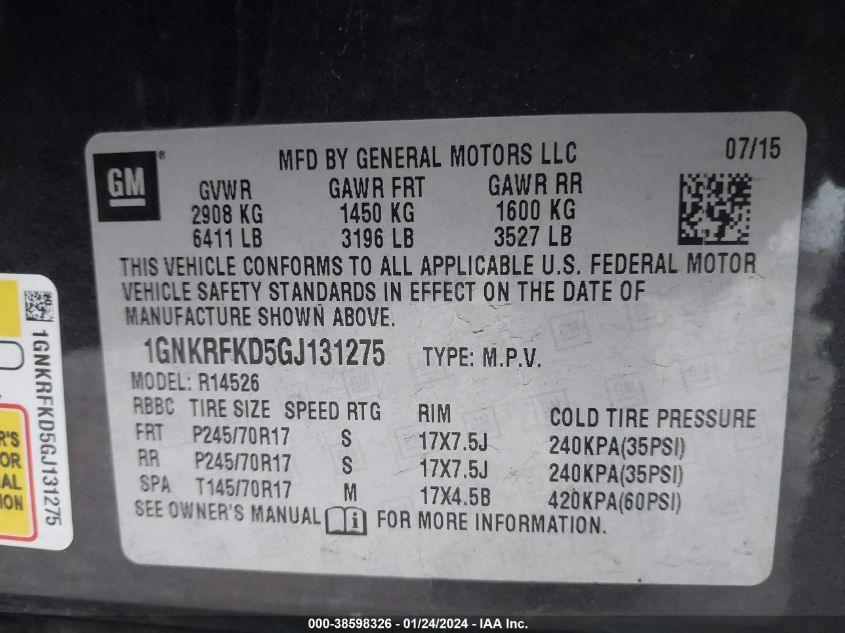 GM ® MFD BY GENERAL MOTORS LLC 07/15
GVWR GAWR FRT GAWR RR
2908 KG 1450 KG 1600 KG
6411 LB 3196 LB 3527 LB
THIS VEHICLE CONFORMS TO ALL APPLICABLE U.S. FEDERAL MOTOR
VEHICLE SAFETY STANDARDS IN EFFECT ON THE DATE OF
MANUFACTURE SHOWN ABOVE.
1GNKRFKD5GJ131275 TYPE: M.P.V.
MODEL: R14526
RBBC TIRE SIZE SPEED RTG RIM COLD TIRE PRESSURE
FRT P245/70R17 S 17X7.5J 240KPA(35PSI)
RR P245/70R17 S 17X7.5J 240KPA(35PSI)
SPA T145/70R17 M 17X4.5B 420KPA(60PSI)
SEE OWNER'S MANUAL FOR MORE INFORMATION.
1GNKRFKD5GJ131275
R'S
OR
AL
ION
000-38598326 - 01/24/2024 - IAA Inc.